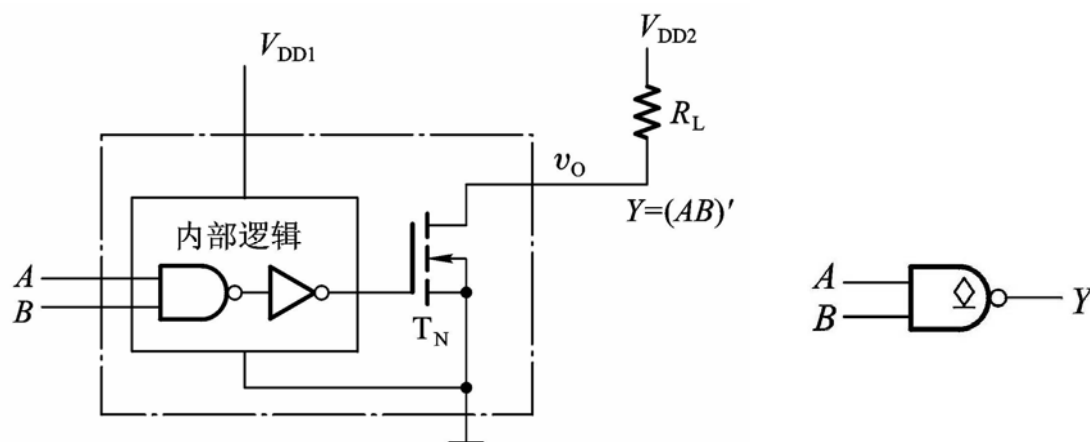 V_DD1
V_DD2
R_L
v_O
Y=(AB)′
内部逻辑
A
B
T_N
A
B
Y